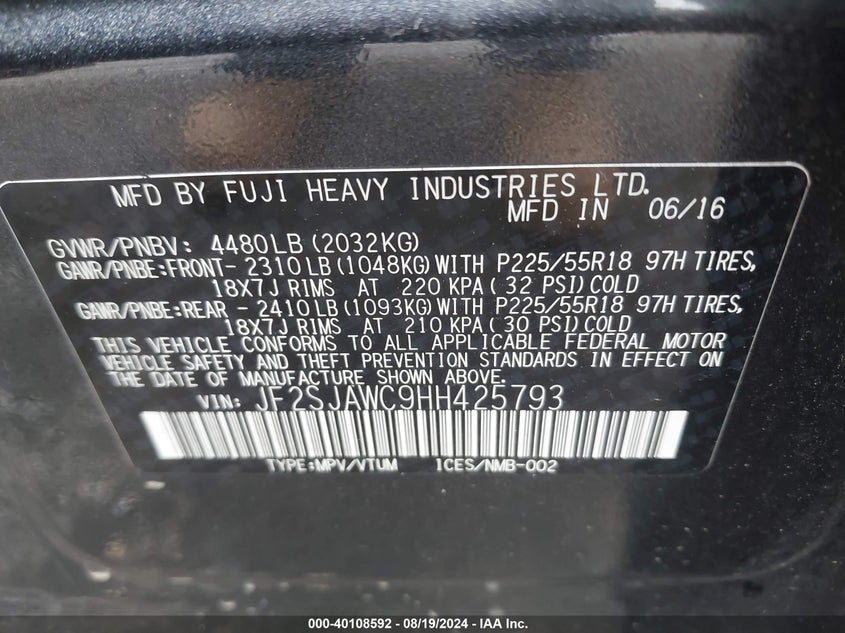 MFD BY FUJI HEAVY INDUSTRIES LTD.
MFD IN 06/16
GVWR/PNBV: 4480LB (2032KG)
GAWR/PNBE:FRONT- 2310LB (1048KG) WITH P225/55R18 97H TIRES,
18X7J RIMS AT 220 KPA ( 32 PSI) COLD
GAWR/PNBE:REAR - 2410LB (1093KG) WITH P225/55R18 97H TIRES,
18X7J RIMS AT 210 KPA ( 30 PSI) COLD
THIS VEHICLE CONFORMS TO ALL APPLICABLE FEDERAL MOTOR
VEHICLE SAFETY AND THEFT PREVENTION STANDARDS IN EFFECT ON
THE DATE OF MANUFACTURE SHOWN ABOVE.
VIN: JF2SJAWC9HH425793
TYPE:MPV/VTUM ICES/NMB-002
000-40108592 - 08/19/2024 - IAA Inc.